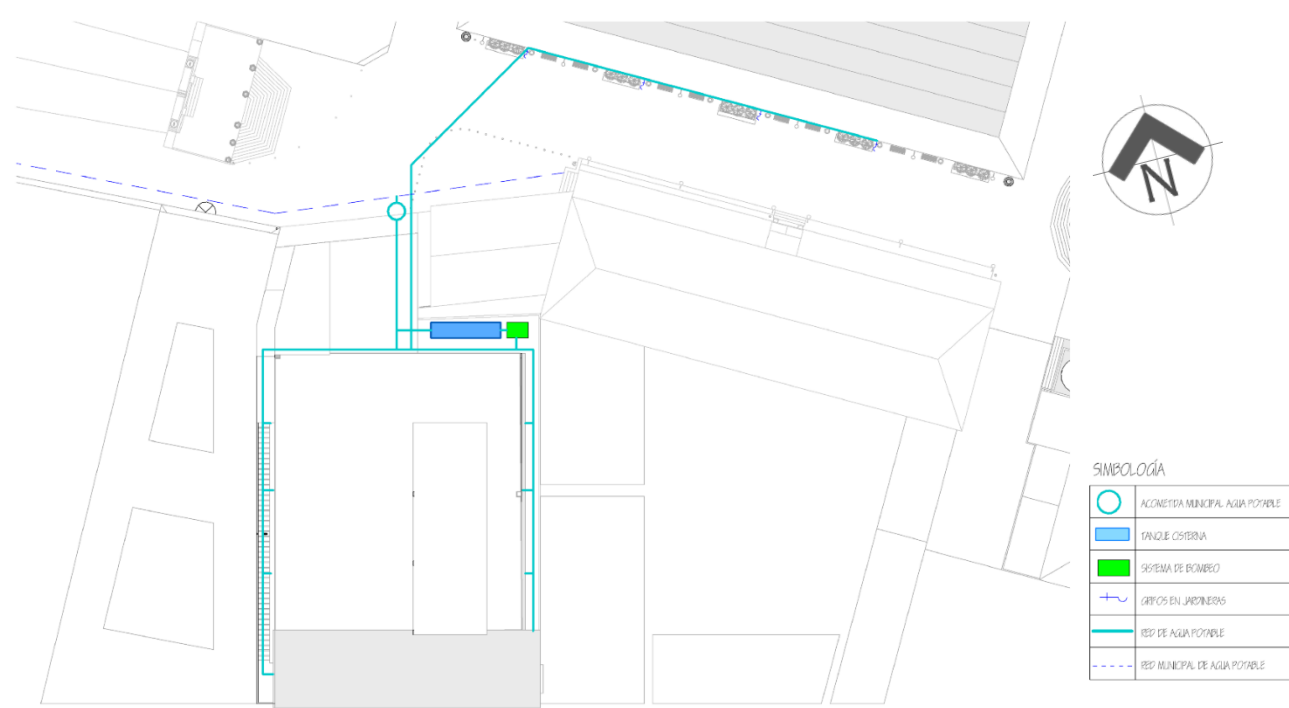 N
SIMBOLOGÍA
ACOMETIDA MUNICIPAL AGUA POTABLE
TANQUE CISTERNA
SISTEMA DE BOMBEO
GRIFOS EN JARDINERAS
RED DE AGUA POTABLE
RED MUNICIPAL DE AGUA POTABLE